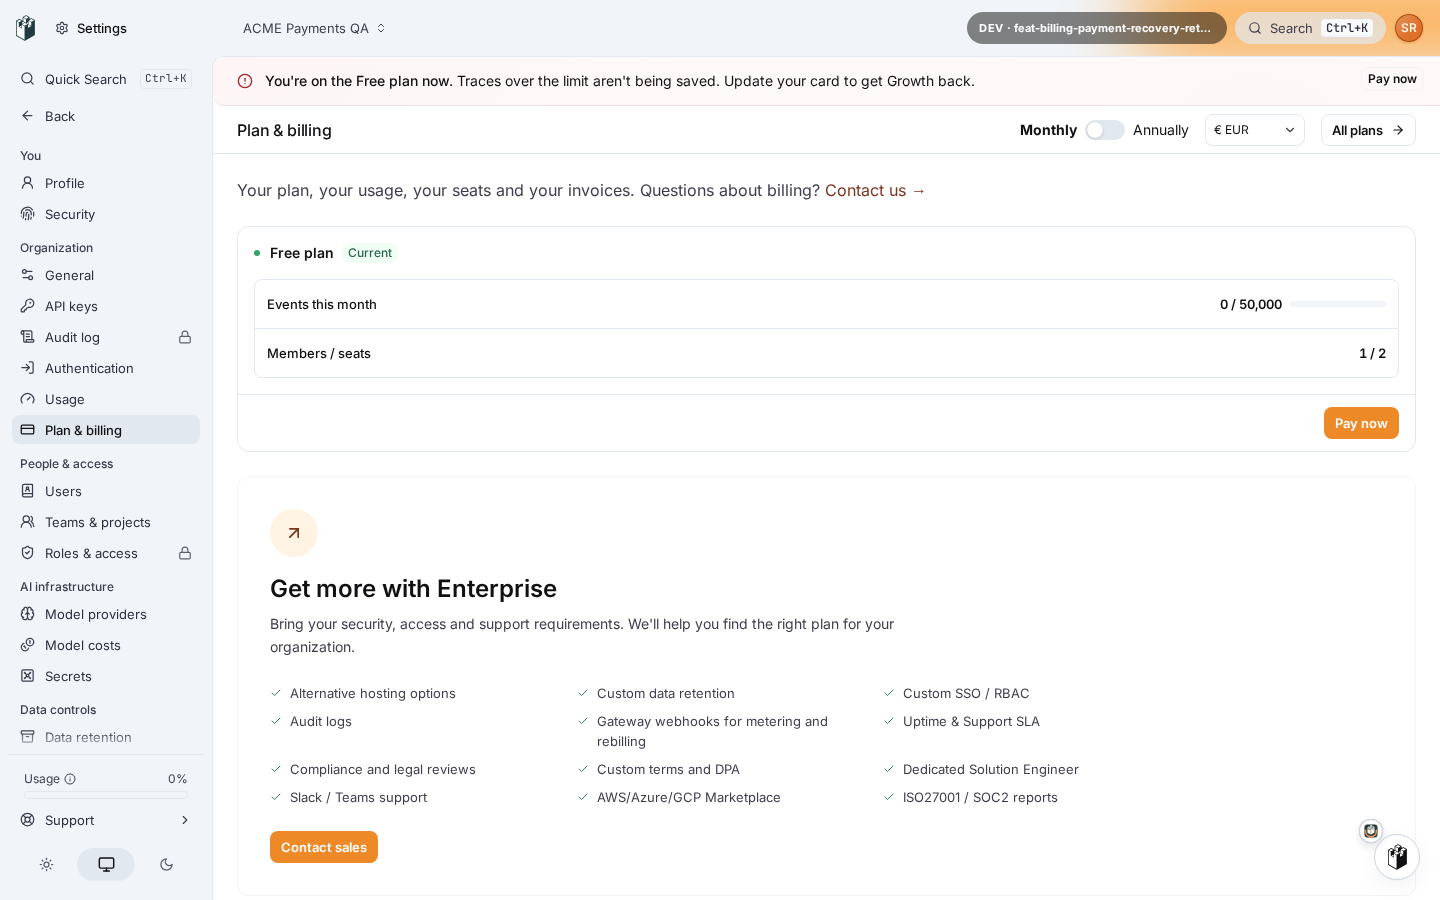 Settings
ACME Payments QA
DEV · feat-billing-payment-recovery-ret...
Search Ctrl+K
SR
Quick Search Ctrl+K
Back
You
Profile
Security
Organization
General
API keys
Audit log
Authentication
Usage
Plan & billing
People & access
Users
Teams & projects
Roles & access
AI infrastructure
Model providers
Model costs
Secrets
Data controls
Data retention
Usage 0%
Support
You're on the Free plan now. Traces over the limit aren't being saved. Update your card to get Growth back.
Pay now
Plan & billing
Monthly Annually
€ EUR
All plans →
Your plan, your usage, your seats and your invoices. Questions about billing? Contact us →
Free plan Current
Events this month 0 / 50,000
Members / seats 1 / 2
Pay now
Get more with Enterprise
Bring your security, access and support requirements. We'll help you find the right plan for your
organization.
Alternative hosting options
Custom data retention
Custom SSO / RBAC
Audit logs
Gateway webhooks for metering and
rebilling
Uptime & Support SLA
Compliance and legal reviews
Custom terms and DPA
Dedicated Solution Engineer
Slack / Teams support
AWS/Azure/GCP Marketplace
ISO27001 / SOC2 reports
Contact sales